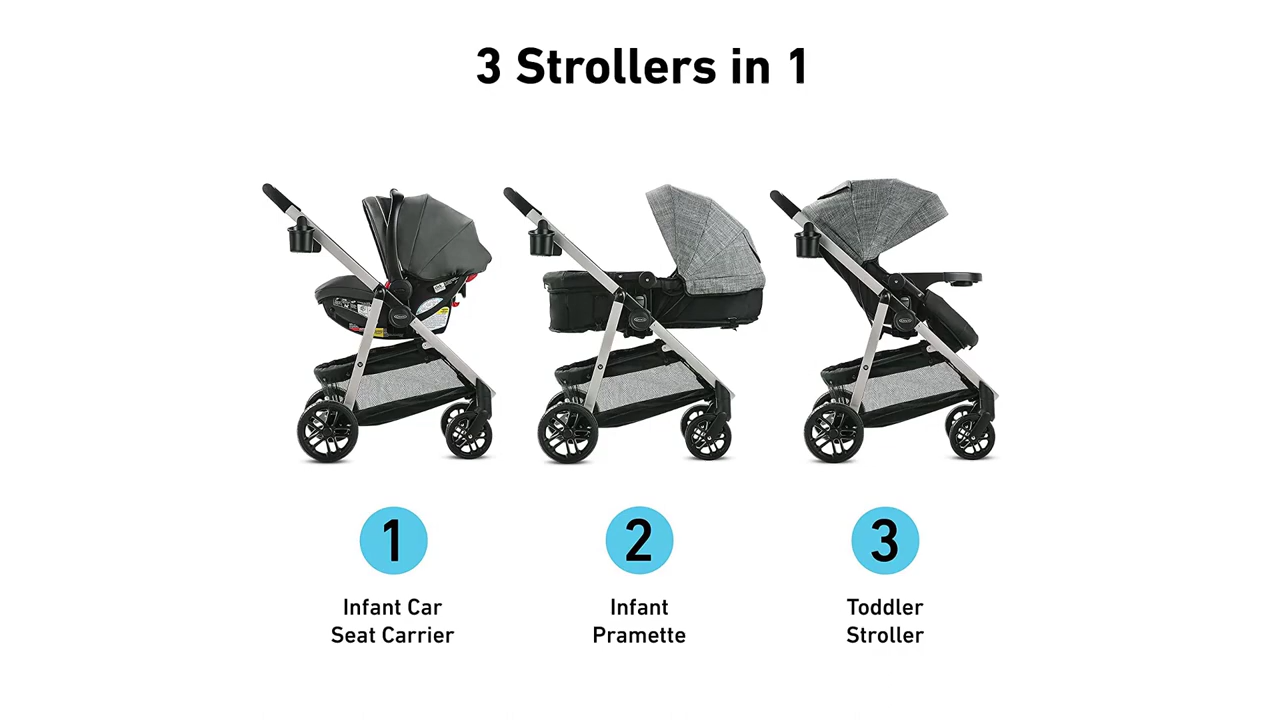 3 Strollers in 1
1
2
3
Infant Car
Seat Carrier
Infant
Pramette
Toddler
Stroller